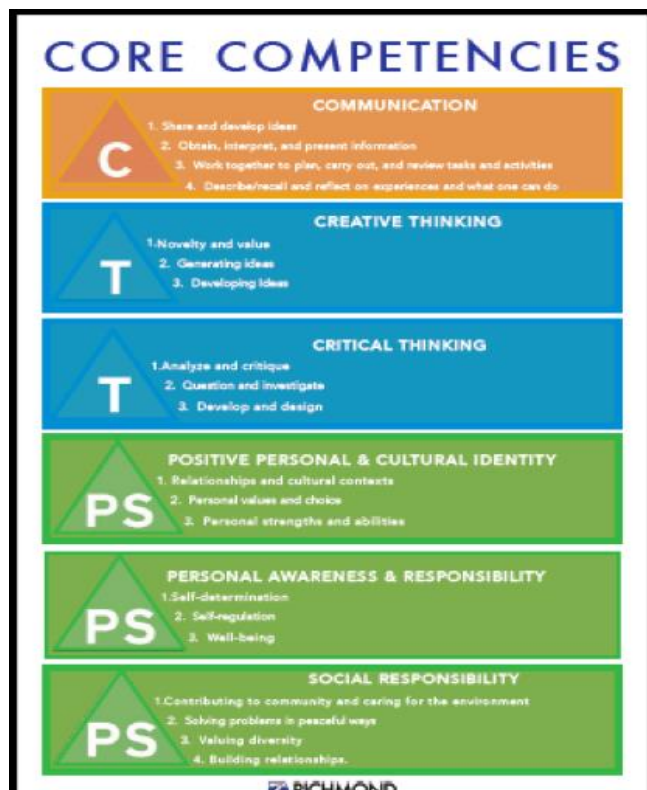 CORE COMPETENCIES
COMMUNICATION
1. Share and develop ideas
2. Obtain, interpret, and present information
3. Work together to plan, carry out, and review tasks and activities
4. Describe/recall and reflect on experiences and what one can do
C
CREATIVE THINKING
1.Novelty and value
2. Generating ideas
3. Developing ideas
T
CRITICAL THINKING
1.Analyze and critique
2. Question and investigate
3. Develop and design
T
POSITIVE PERSONAL & CULTURAL IDENTITY
1. Relationships and cultural contexts
2. Personal values and choice
3. Personal strengths and abilities
PS
PERSONAL AWARENESS & RESPONSIBILITY
1.Self-determination
2. Self-regulation
3. Well-being
PS
SOCIAL RESPONSIBILITY
1.Contributing to community and caring for the environment
2. Solving problems in peaceful ways
3. Valuing diversity
4. Building relationships.
PS
RICHMOND